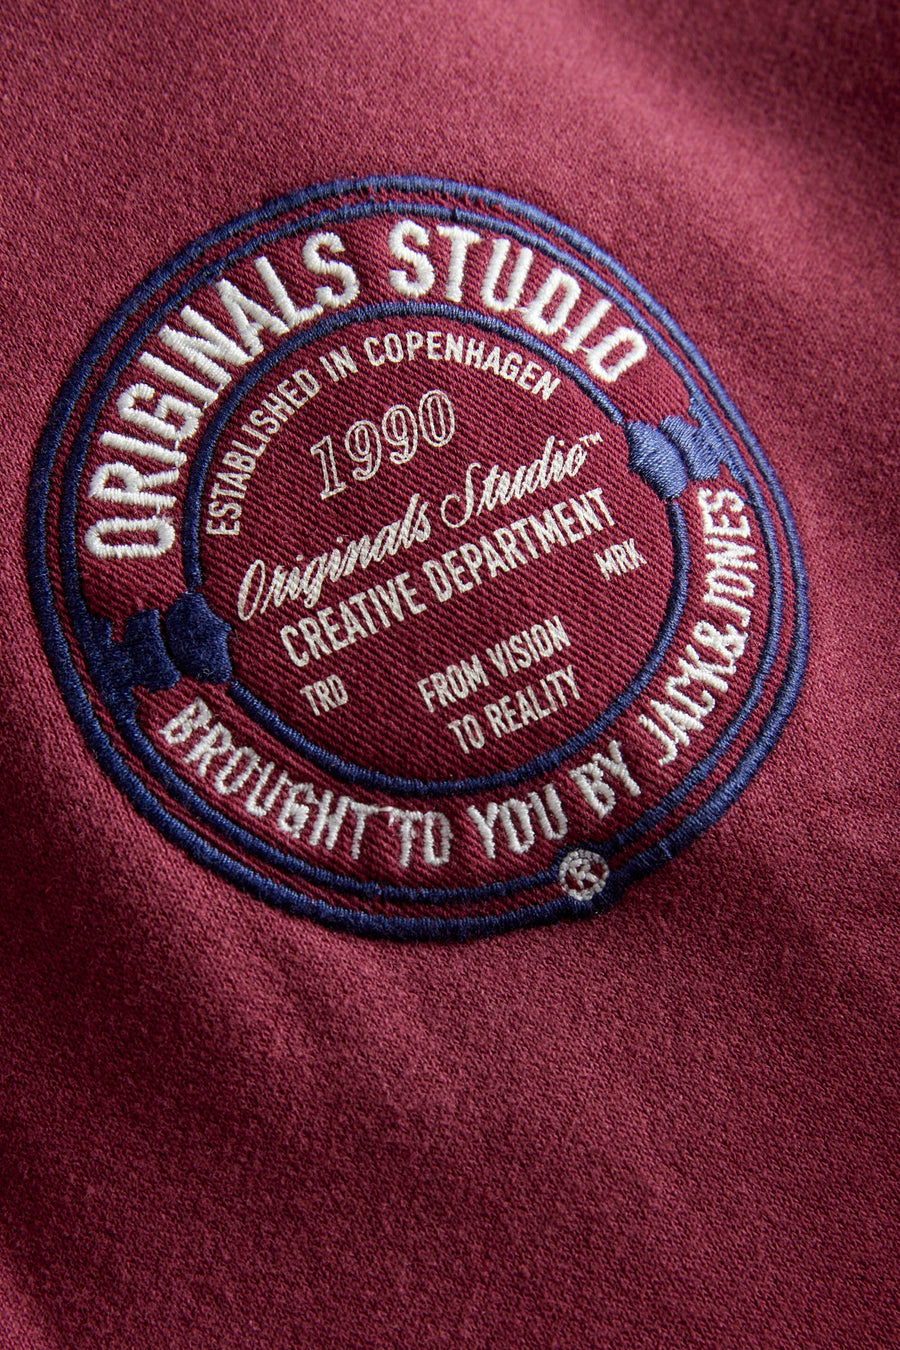 ORIGINALS STUDIO
ESTABLISHED IN COPENHAGEN
1990
Originals Studio™
CREATIVE DEPARTMENT
TRD
MRK
FROM VISION
TO REALITY
BROUGHT TO YOU BY JACK&JONES
®